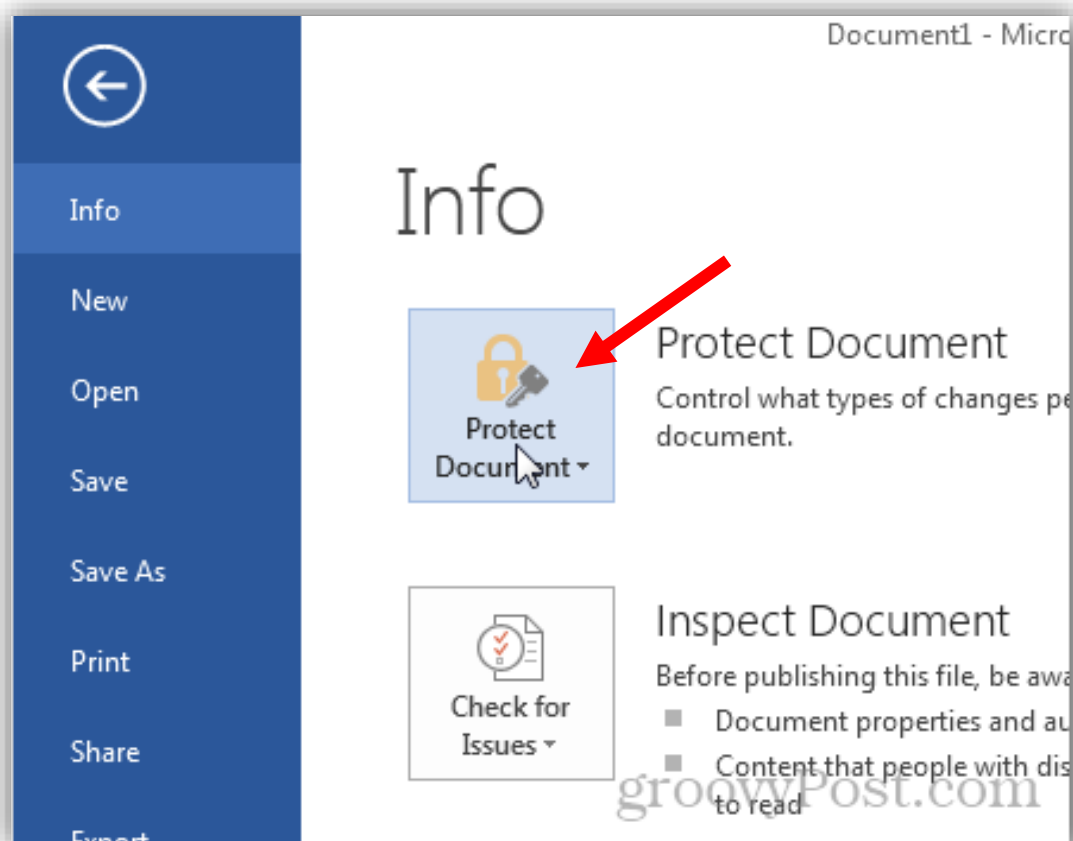 Document1 - Micro
Info
New
Open
Save
Save As
Print
Share
Export
Info
Protect
Document
Protect Document
Control what types of changes pe
document.
Check for
Issues
Inspect Document
Before publishing this file, be awa
Document properties and au
Content that people with dis
to read
groovyPost.com